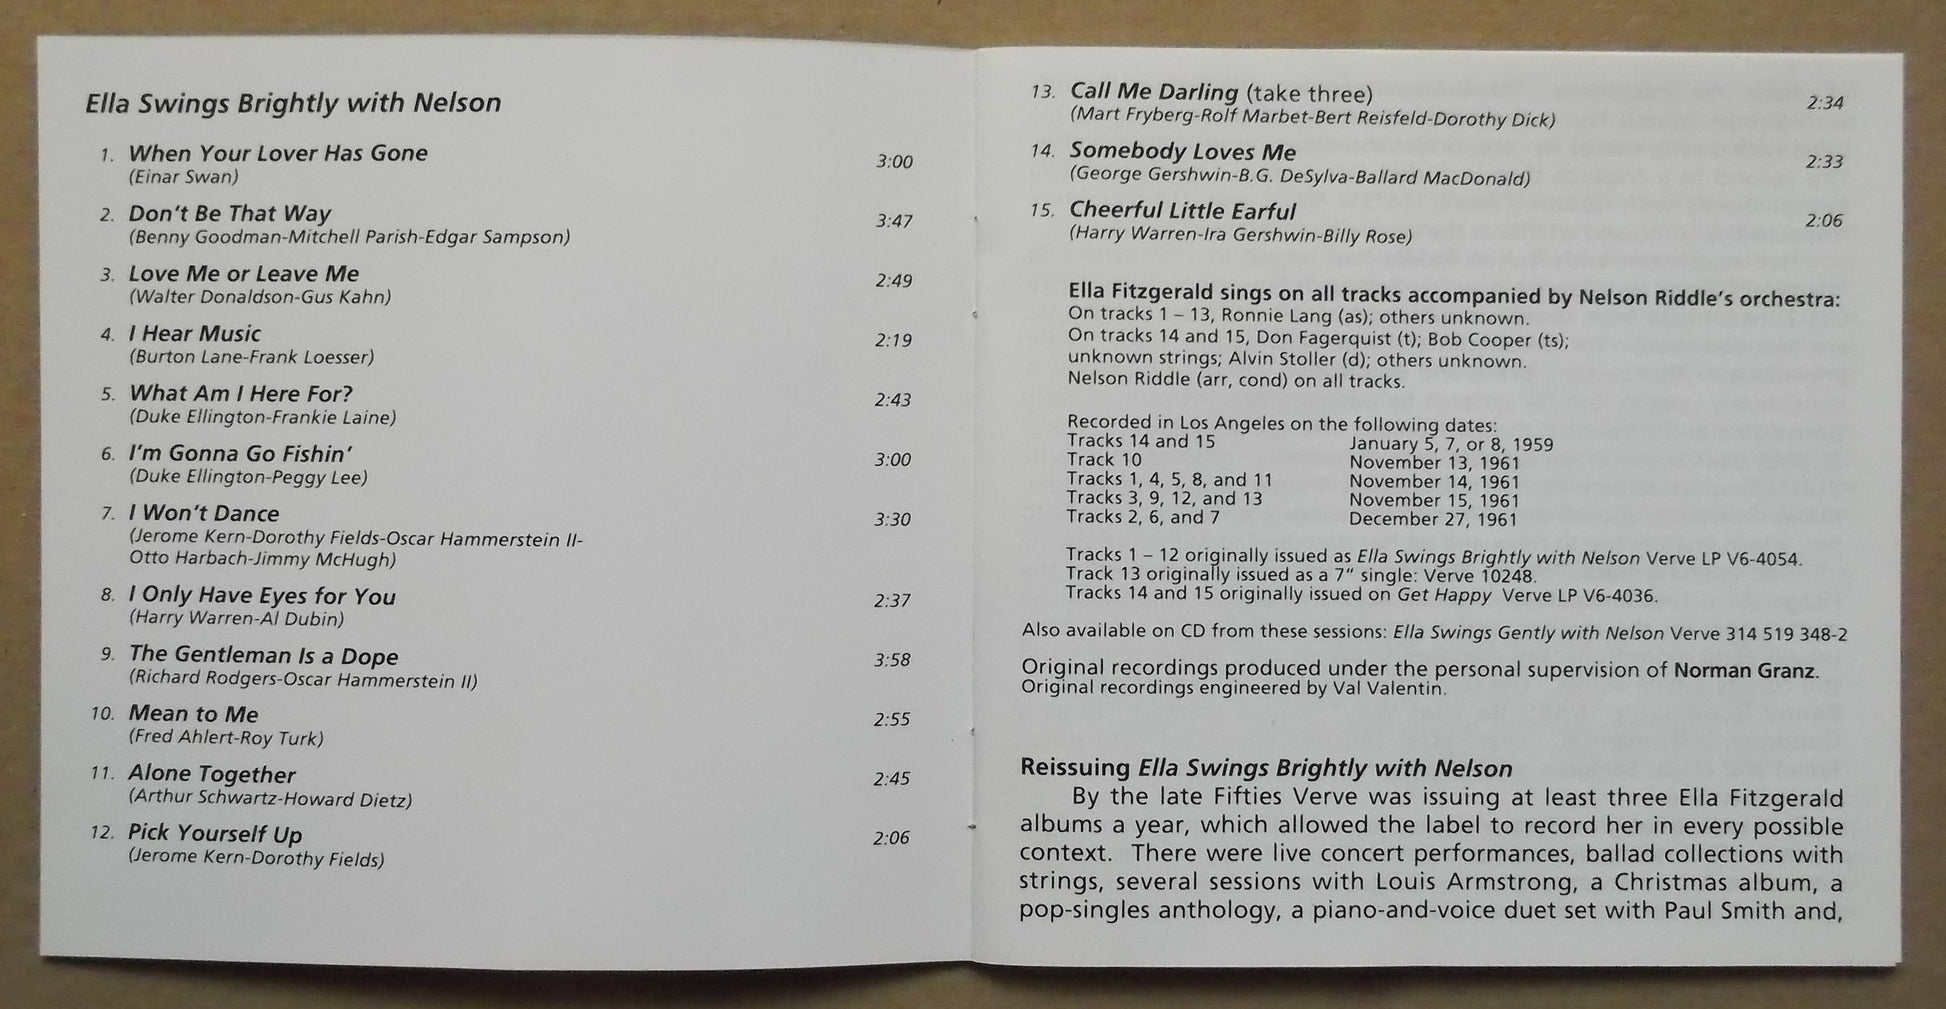 Ella Swings Brightly with Nelson
1. When Your Lover Has Gone 3:00
(Einar Swan)
2. Don't Be That Way 3:47
(Benny Goodman-Mitchell Parish-Edgar Sampson)
3. Love Me or Leave Me 2:49
(Walter Donaldson-Gus Kahn)
4. I Hear Music 2:19
(Burton Lane-Frank Loesser)
5. What Am I Here For? 2:43
(Duke Ellington-Frankie Laine)
6. I'm Gonna Go Fishin' 3:00
(Duke Ellington-Peggy Lee)
7. I Won't Dance 3:30
(Jerome Kern-Dorothy Fields-Oscar Hammerstein II-
Otto Harbach-Jimmy McHugh)
8. I Only Have Eyes for You 2:37
(Harry Warren-Al Dubin)
9. The Gentleman Is a Dope 3:58
(Richard Rodgers-Oscar Hammerstein II)
10. Mean to Me 2:55
(Fred Ahlert-Roy Turk)
11. Alone Together 2:45
(Arthur Schwartz-Howard Dietz)
12. Pick Yourself Up 2:06
(Jerome Kern-Dorothy Fields)
13. Call Me Darling (take three) 2:34
(Mart Fryberg-Rolf Marbet-Bert Reisfeld-Dorothy Dick)
14. Somebody Loves Me 2:33
(George Gershwin-B.G. DeSylva-Ballard MacDonald)
15. Cheerful Little Earful 2:06
(Harry Warren-Ira Gershwin-Billy Rose)
Ella Fitzgerald sings on all tracks accompanied by Nelson Riddle's orchestra:
On tracks 1 – 13, Ronnie Lang (as); others unknown.
On tracks 14 and 15, Don Fagerquist (t); Bob Cooper (ts);
unknown strings; Alvin Stoller (d); others unknown.
Nelson Riddle (arr, cond) on all tracks.
Recorded in Los Angeles on the following dates:
Tracks 14 and 15 January 5, 7, or 8, 1959
Track 10 November 13, 1961
Tracks 1, 4, 5, 8, and 11 November 14, 1961
Tracks 3, 9, 12, and 13 November 15, 1961
Tracks 2, 6, and 7 December 27, 1961
Tracks 1 – 12 originally issued as Ella Swings Brightly with Nelson Verve LP V6-4054.
Track 13 originally issued as a 7" single: Verve 10248.
Tracks 14 and 15 originally issued on Get Happy Verve LP V6-4036.
Also available on CD from these sessions: Ella Swings Gently with Nelson Verve 314 519 348-2
Original recordings produced under the personal supervision of Norman Granz.
Original recordings engineered by Val Valentin.
Reissuing Ella Swings Brightly with Nelson
By the late Fifties Verve was issuing at least three Ella Fitzgerald
albums a year, which allowed the label to record her in every possible
context. There were live concert performances, ballad collections with
strings, several sessions with Louis Armstrong, a Christmas album, a
pop-singles anthology, a piano-and-voice duet set with Paul Smith and,